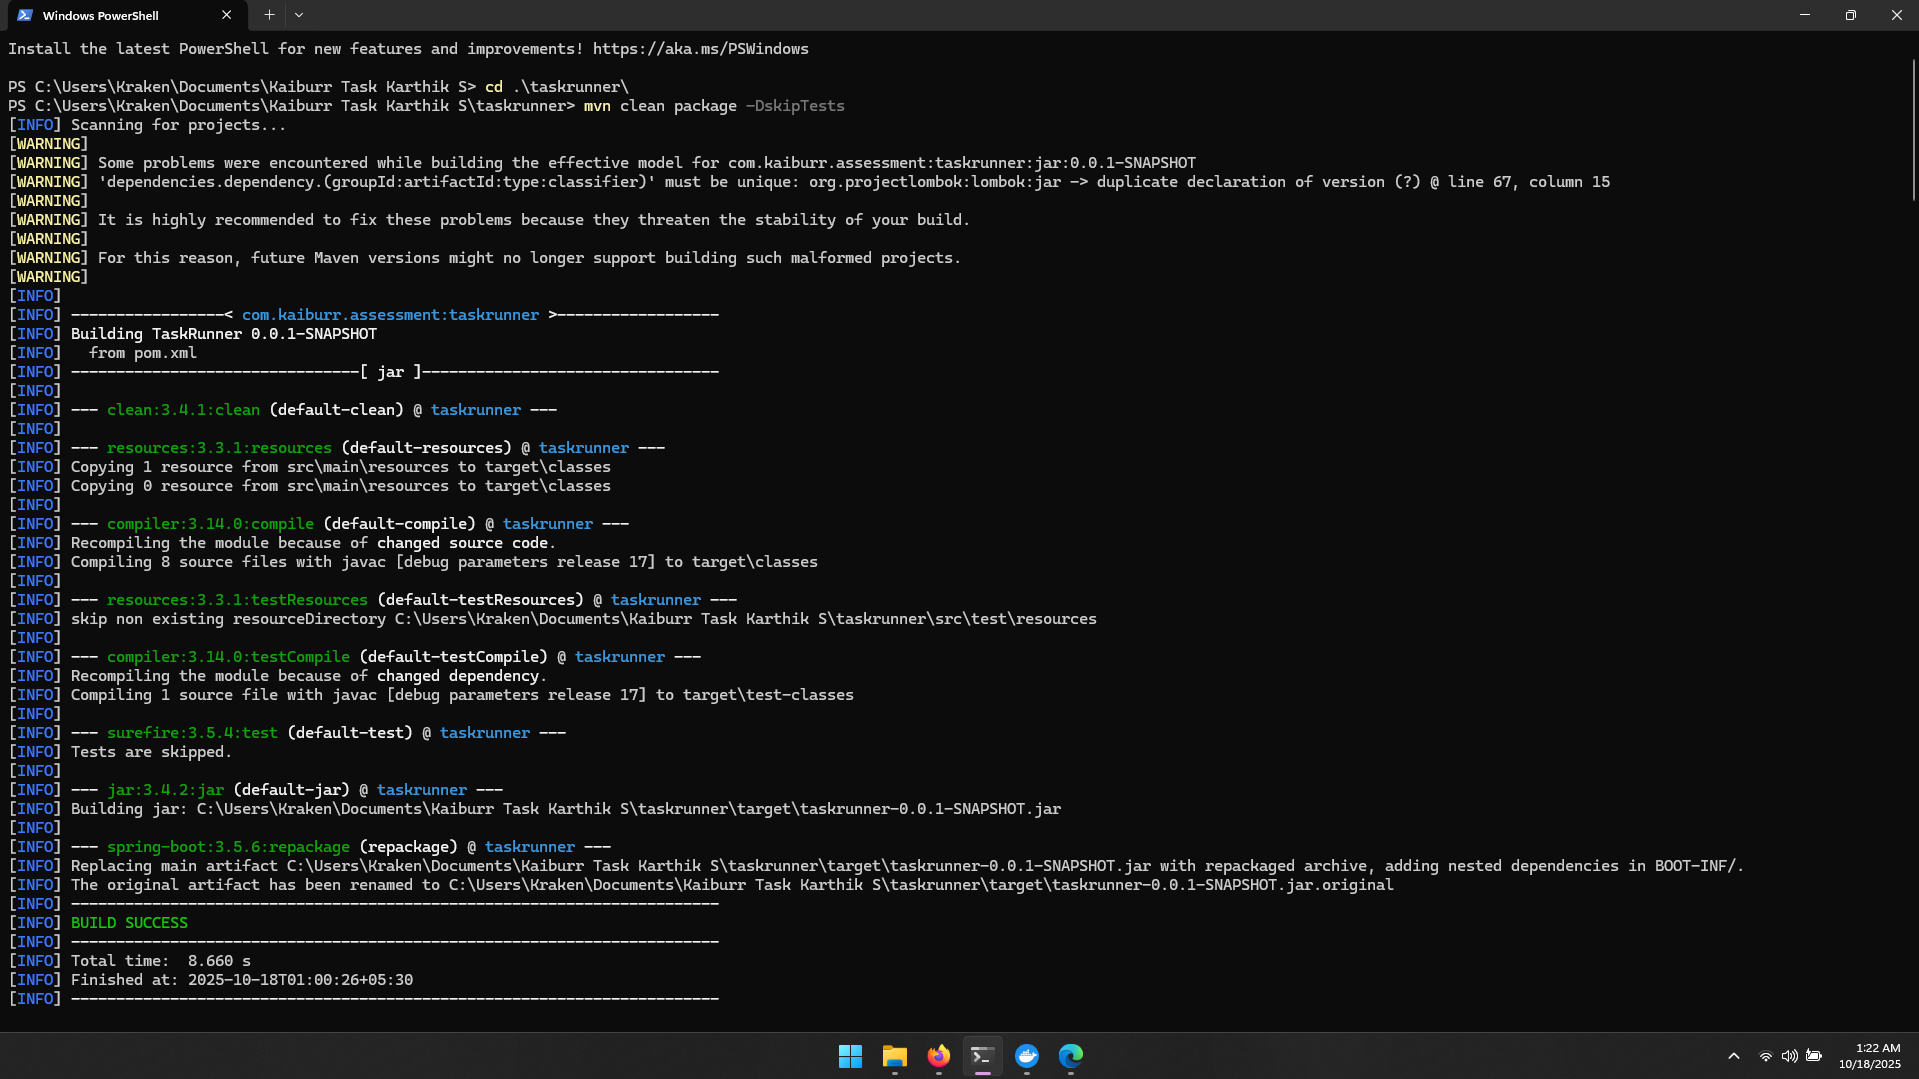 Windows PowerShell
Install the latest PowerShell for new features and improvements! https://aka.ms/PSWindows
PS C:\Users\Kraken\Documents\Kaiburr Task Karthik S> cd .\taskrunner\
PS C:\Users\Kraken\Documents\Kaiburr Task Karthik S\taskrunner> mvn clean package -DskipTests
[INFO] Scanning for projects...
[WARNING]
[WARNING] Some problems were encountered while building the effective model for com.kaiburr.assessment:taskrunner:jar:0.0.1-SNAPSHOT
[WARNING] 'dependencies.dependency.(groupId:artifactId:type:classifier)' must be unique: org.projectlombok:lombok:jar -> duplicate declaration of version (?) @ line 67, column 15
[WARNING]
[WARNING] It is highly recommended to fix these problems because they threaten the stability of your build.
[WARNING]
[WARNING] For this reason, future Maven versions might no longer support building such malformed projects.
[WARNING]
[INFO]
[INFO] -----------------< com.kaiburr.assessment:taskrunner >------------------
[INFO] Building TaskRunner 0.0.1-SNAPSHOT
[INFO]   from pom.xml
[INFO] --------------------------------[ jar ]---------------------------------
[INFO]
[INFO] --- clean:3.4.1:clean (default-clean) @ taskrunner ---
[INFO]
[INFO] --- resources:3.3.1:resources (default-resources) @ taskrunner ---
[INFO] Copying 1 resource from src\main\resources to target\classes
[INFO] Copying 0 resource from src\main\resources to target\classes
[INFO]
[INFO] --- compiler:3.14.0:compile (default-compile) @ taskrunner ---
[INFO] Recompiling the module because of changed source code.
[INFO] Compiling 8 source files with javac [debug parameters release 17] to target\classes
[INFO]
[INFO] --- resources:3.3.1:testResources (default-testResources) @ taskrunner ---
[INFO] skip non existing resourceDirectory C:\Users\Kraken\Documents\Kaiburr Task Karthik S\taskrunner\src\test\resources
[INFO]
[INFO] --- compiler:3.14.0:testCompile (default-testCompile) @ taskrunner ---
[INFO] Recompiling the module because of changed dependency.
[INFO] Compiling 1 source file with javac [debug parameters release 17] to target\test-classes
[INFO]
[INFO] --- surefire:3.5.4:test (default-test) @ taskrunner ---
[INFO] Tests are skipped.
[INFO]
[INFO] --- jar:3.4.2:jar (default-jar) @ taskrunner ---
[INFO] Building jar: C:\Users\Kraken\Documents\Kaiburr Task Karthik S\taskrunner\target\taskrunner-0.0.1-SNAPSHOT.jar
[INFO]
[INFO] --- spring-boot:3.5.6:repackage (repackage) @ taskrunner ---
[INFO] Replacing main artifact C:\Users\Kraken\Documents\Kaiburr Task Karthik S\taskrunner\target\taskrunner-0.0.1-SNAPSHOT.jar with repackaged archive, adding nested dependencies in BOOT-INF/.
[INFO] The original artifact has been renamed to C:\Users\Kraken\Documents\Kaiburr Task Karthik S\taskrunner\target\taskrunner-0.0.1-SNAPSHOT.jar.original
[INFO] ------------------------------------------------------------------------
[INFO] BUILD SUCCESS
[INFO] ------------------------------------------------------------------------
[INFO] Total time:  8.660 s
[INFO] Finished at: 2025-10-18T01:00:26+05:30
[INFO] ------------------------------------------------------------------------
1:22 AM
10/18/2025